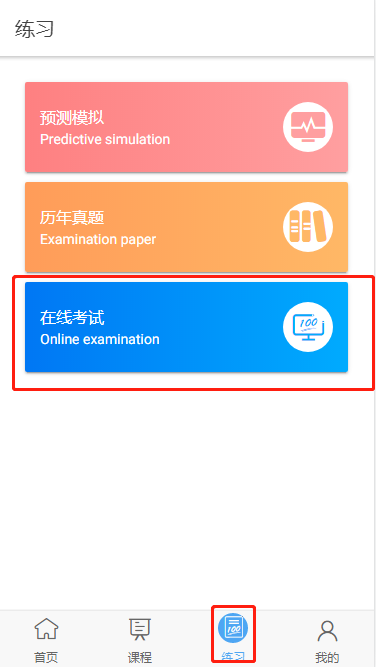 练习
预测模拟
Predictive simulation
历年真题
Examination paper
在线考试
Online examination
100
100
首页
课程
练习
我的